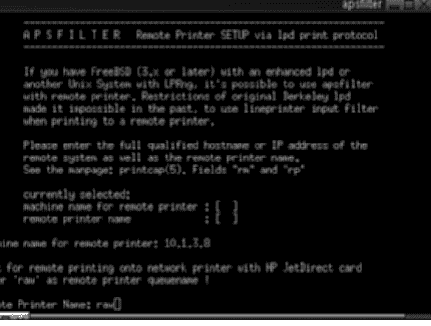 apsfilter
A P S F I L T E R   Remote Printer SETUP via lpd print protocol
If you have FreeBSD (3.x or later) with an enhanced lpd or
another Unix System with LPRng, it's possible to use apsfilter
with remote printer. Restrictions of original Berkeley lpd
made it impossible in the past, to use lineprinter input filter
when printing to a remote printer.
Please enter the full qualified hostname or IP address of the
remote system as well as the remote printer name.
See the manpage: printcap(5). Fields "rm" and "rp"
currently selected:
machine name for remote printer : [  ]
remote printer name             : [  ]
ine name for remote printer: 10.1.3.8
for remote printing onto network printer with HP JetDirect card
r 'raw' as remote printer queuename !
te Printer Name: raw